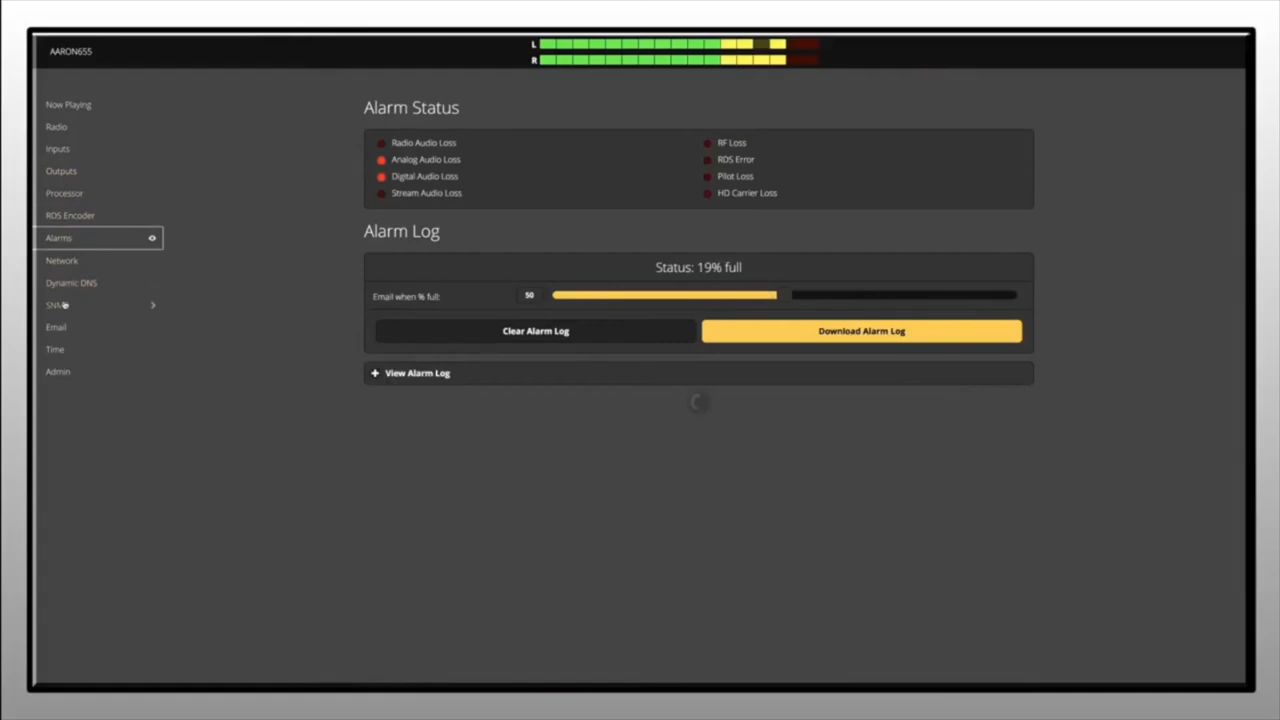 AARON655
L
R
Now Playing
Radio
Inputs
Outputs
Processor
RDS Encoder
Alarms
Network
Dynamic DNS
Email
Time
Admin
Alarm Status
Radio Audio Loss
Analog Audio Loss
Digital Audio Loss
Stream Audio Loss
RF Loss
RDS Error
Pilot Loss
HD Carrier Loss
Alarm Log
Status: 19% full
Email when % full: 50
Clear Alarm Log
Download Alarm Log
View Alarm Log